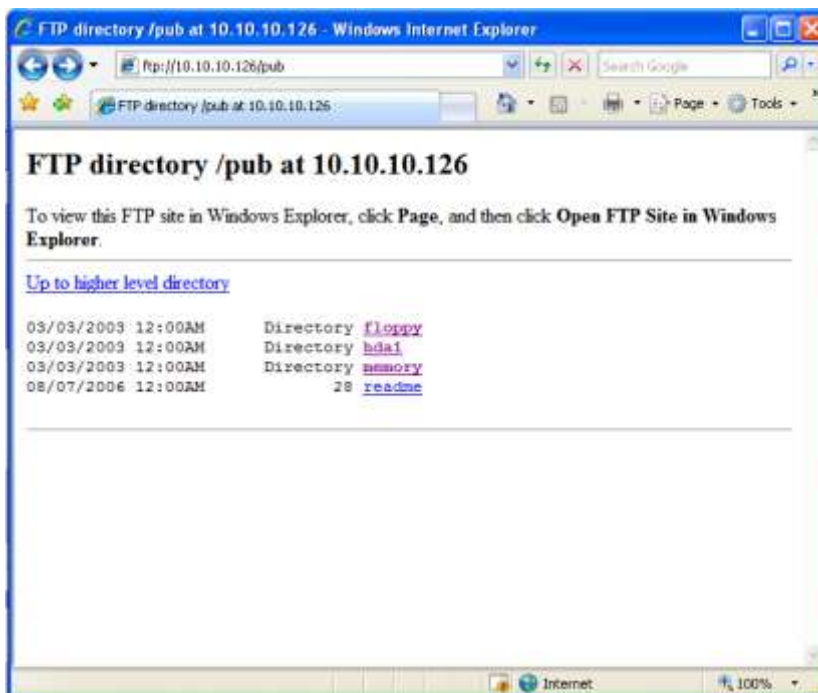 FTP directory /pub at 10.10.10.126 - Windows Internet Explorer
ftp://10.10.10.126/pub
Search Google
FTP directory /pub at 10.10.10.126
Page
Tools
FTP directory /pub at 10.10.10.126
To view this FTP site in Windows Explorer, click Page, and then click Open FTP Site in Windows
Explorer.
Up to higher level directory
03/03/2003 12:00AM Directory floppy
03/03/2003 12:00AM Directory hda1
03/03/2003 12:00AM Directory memory
08/07/2006 12:00AM 28 readme
Internet
100%